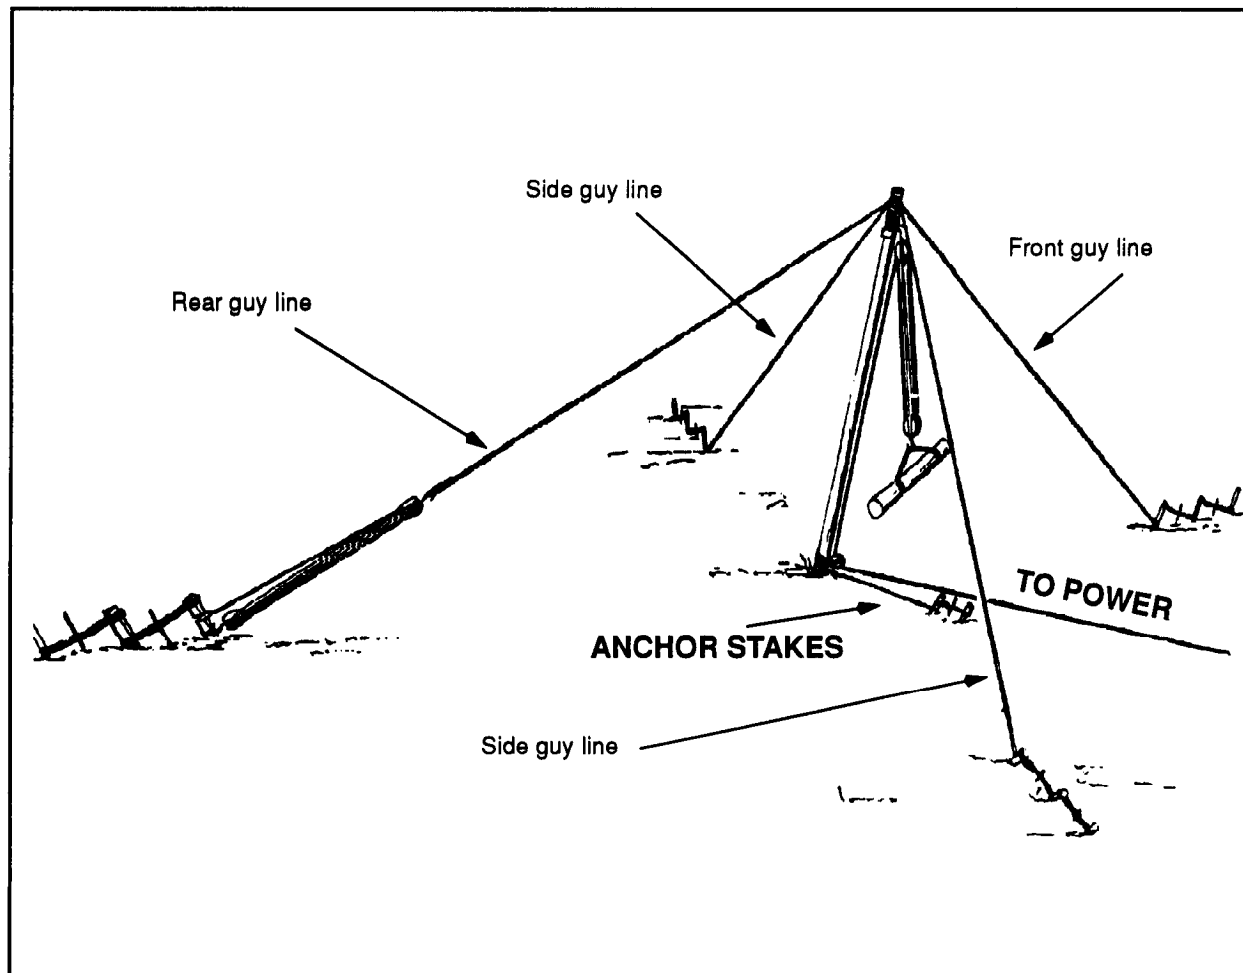 Side guy line
Front guy line
Rear guy line
TO POWER
ANCHOR STAKES
Side guy line